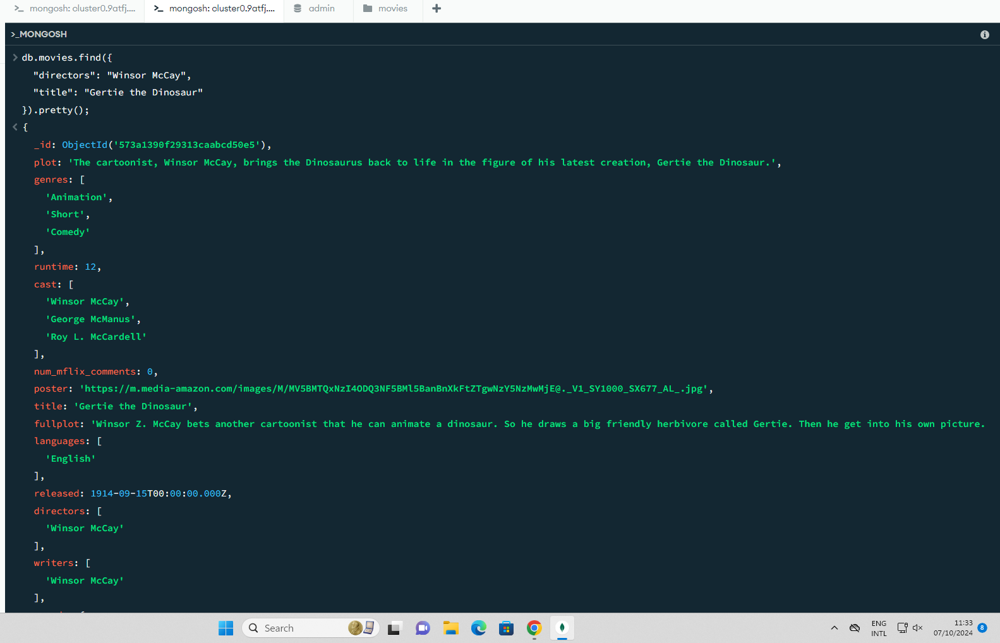 >_ mongosh: cluster0.9atfj.... >_ mongosh: cluster0.9atfj.... admin movies +
>_MONGOSH
db.movies.find({
"directors": "Winsor McCay",
"title": "Gertie the Dinosaur"
}).pretty();
{
_id: ObjectId('573a1390f29313caabcd50e5'),
plot: 'The cartoonist, Winsor McCay, brings the Dinosaurus back to life in the figure of his latest creation, Gertie the Dinosaur.',
genres: [
'Animation',
'Short',
'Comedy'
],
runtime: 12,
cast: [
'Winsor McCay',
'George McManus',
'Roy L. McCardell'
],
num_mflix_comments: 0,
poster: 'https://m.media-amazon.com/images/M/MV5BMTQxNzI4ODQ3NF5BMl5BanBnXkFtZTgwNzY5NzMwMjE@._V1_SY1000_SX677_AL_.jpg',
title: 'Gertie the Dinosaur',
fullplot: 'Winsor Z. McCay bets another cartoonist that he can animate a dinosaur. So he draws a big friendly herbivore called Gertie. Then he get into his own picture.
languages: [
'English'
],
released: 1914-09-15T00:00:00.000Z,
directors: [
'Winsor McCay'
],
writers: [
'Winsor McCay'
],
Search
ENG
INTL
11:33
07/10/2024
8